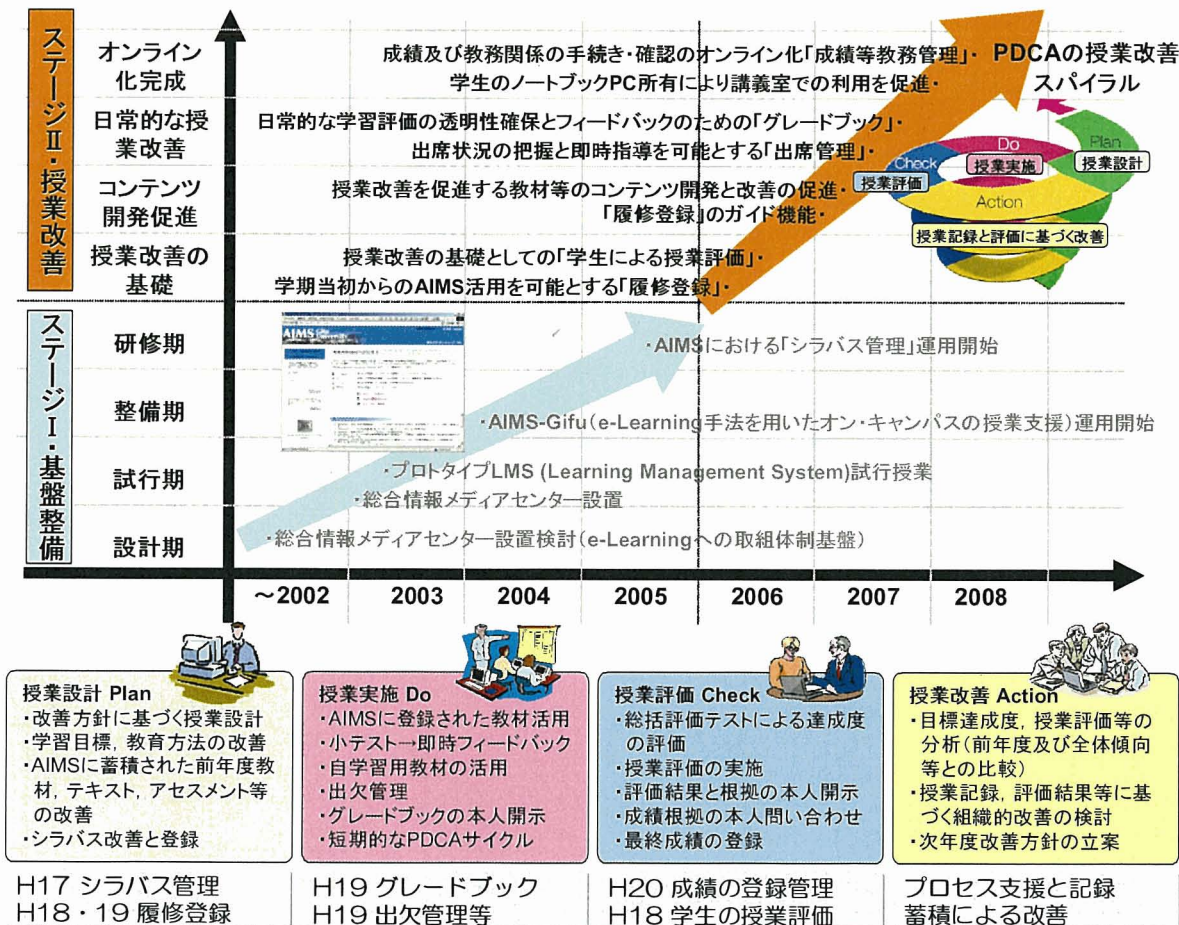 ステージⅡ・授業改善
オンライン
化完成
成績及び教務関係の手続き・確認のオンライン化「成績等教務管理」・
学生のノートブックPC所有により講義室での利用を促進・
PDCAの授業改善
スパイラル
日常的な授
業改善
日常的な学習評価の透明性確保とフィードバックのための「グレードブック」・
出席状況の把握と即時指導を可能とする「出席管理」・
コンテンツ
開発促進
授業改善を促進する教材等のコンテンツ開発と改善の促進・
「履修登録」のガイド機能・
授業改善の
基礎
授業改善の基礎としての「学生による授業評価」・
学期当初からのAIMS活用を可能とする「履修登録」・
Do
授業実施
Plan
授業設計
Check
授業評価
Action
授業記録と評価に基づく改善
ステージⅠ・基盤整備
研修期
・AIMSにおける「シラバス管理」運用開始
整備期
・AIMS-Gifu(e-Learning手法を用いたオン・キャンパスの授業支援)運用開始
試行期
・プロトタイプLMS (Learning Management System)試行授業
・総合情報メディアセンター設置
設計期
・総合情報メディアセンター設置検討(e-Learningへの取組体制基盤)
AIMS
～2002 2003 2004 2005 2006 2007 2008
授業設計 Plan
・改善方針に基づく授業設計
・学習目標, 教育方法の改善
・AIMSに蓄積された前年度教
材, テキスト, アセスメント等
の改善
・シラバス改善と登録
H17 シラバス管理
H18・19 履修登録
授業実施 Do
・AIMSに登録された教材活用
・小テスト→即時フィードバック
・自学習用教材の活用
・出欠管理
・グレードブックの本人開示
・短期的なPDCAサイクル
H19 グレードブック
H19 出欠管理等
授業評価 Check
・総括評価テストによる達成度
の評価
・授業評価の実施
・評価結果と根拠の本人開示
・成績根拠の本人問い合わせ
・最終成績の登録
H20 成績の登録管理
H18 学生の授業評価
授業改善 Action
・目標達成度, 授業評価等の
分析(前年度及び全体傾向
等との比較)
・授業記録, 評価結果等に基
づく組織的改善の検討
・次年度改善方針の立案
プロセス支援と記録
蓄積による改善